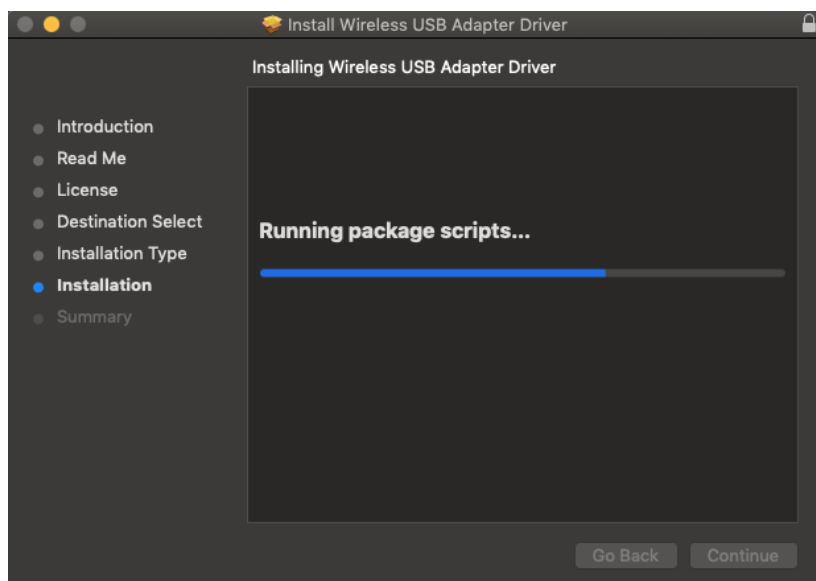 Install Wireless USB Adapter Driver
Installing Wireless USB Adapter Driver
Introduction
Read Me
License
Destination Select
Installation Type
Installation
Summary
Running package scripts...
Go Back
Continue